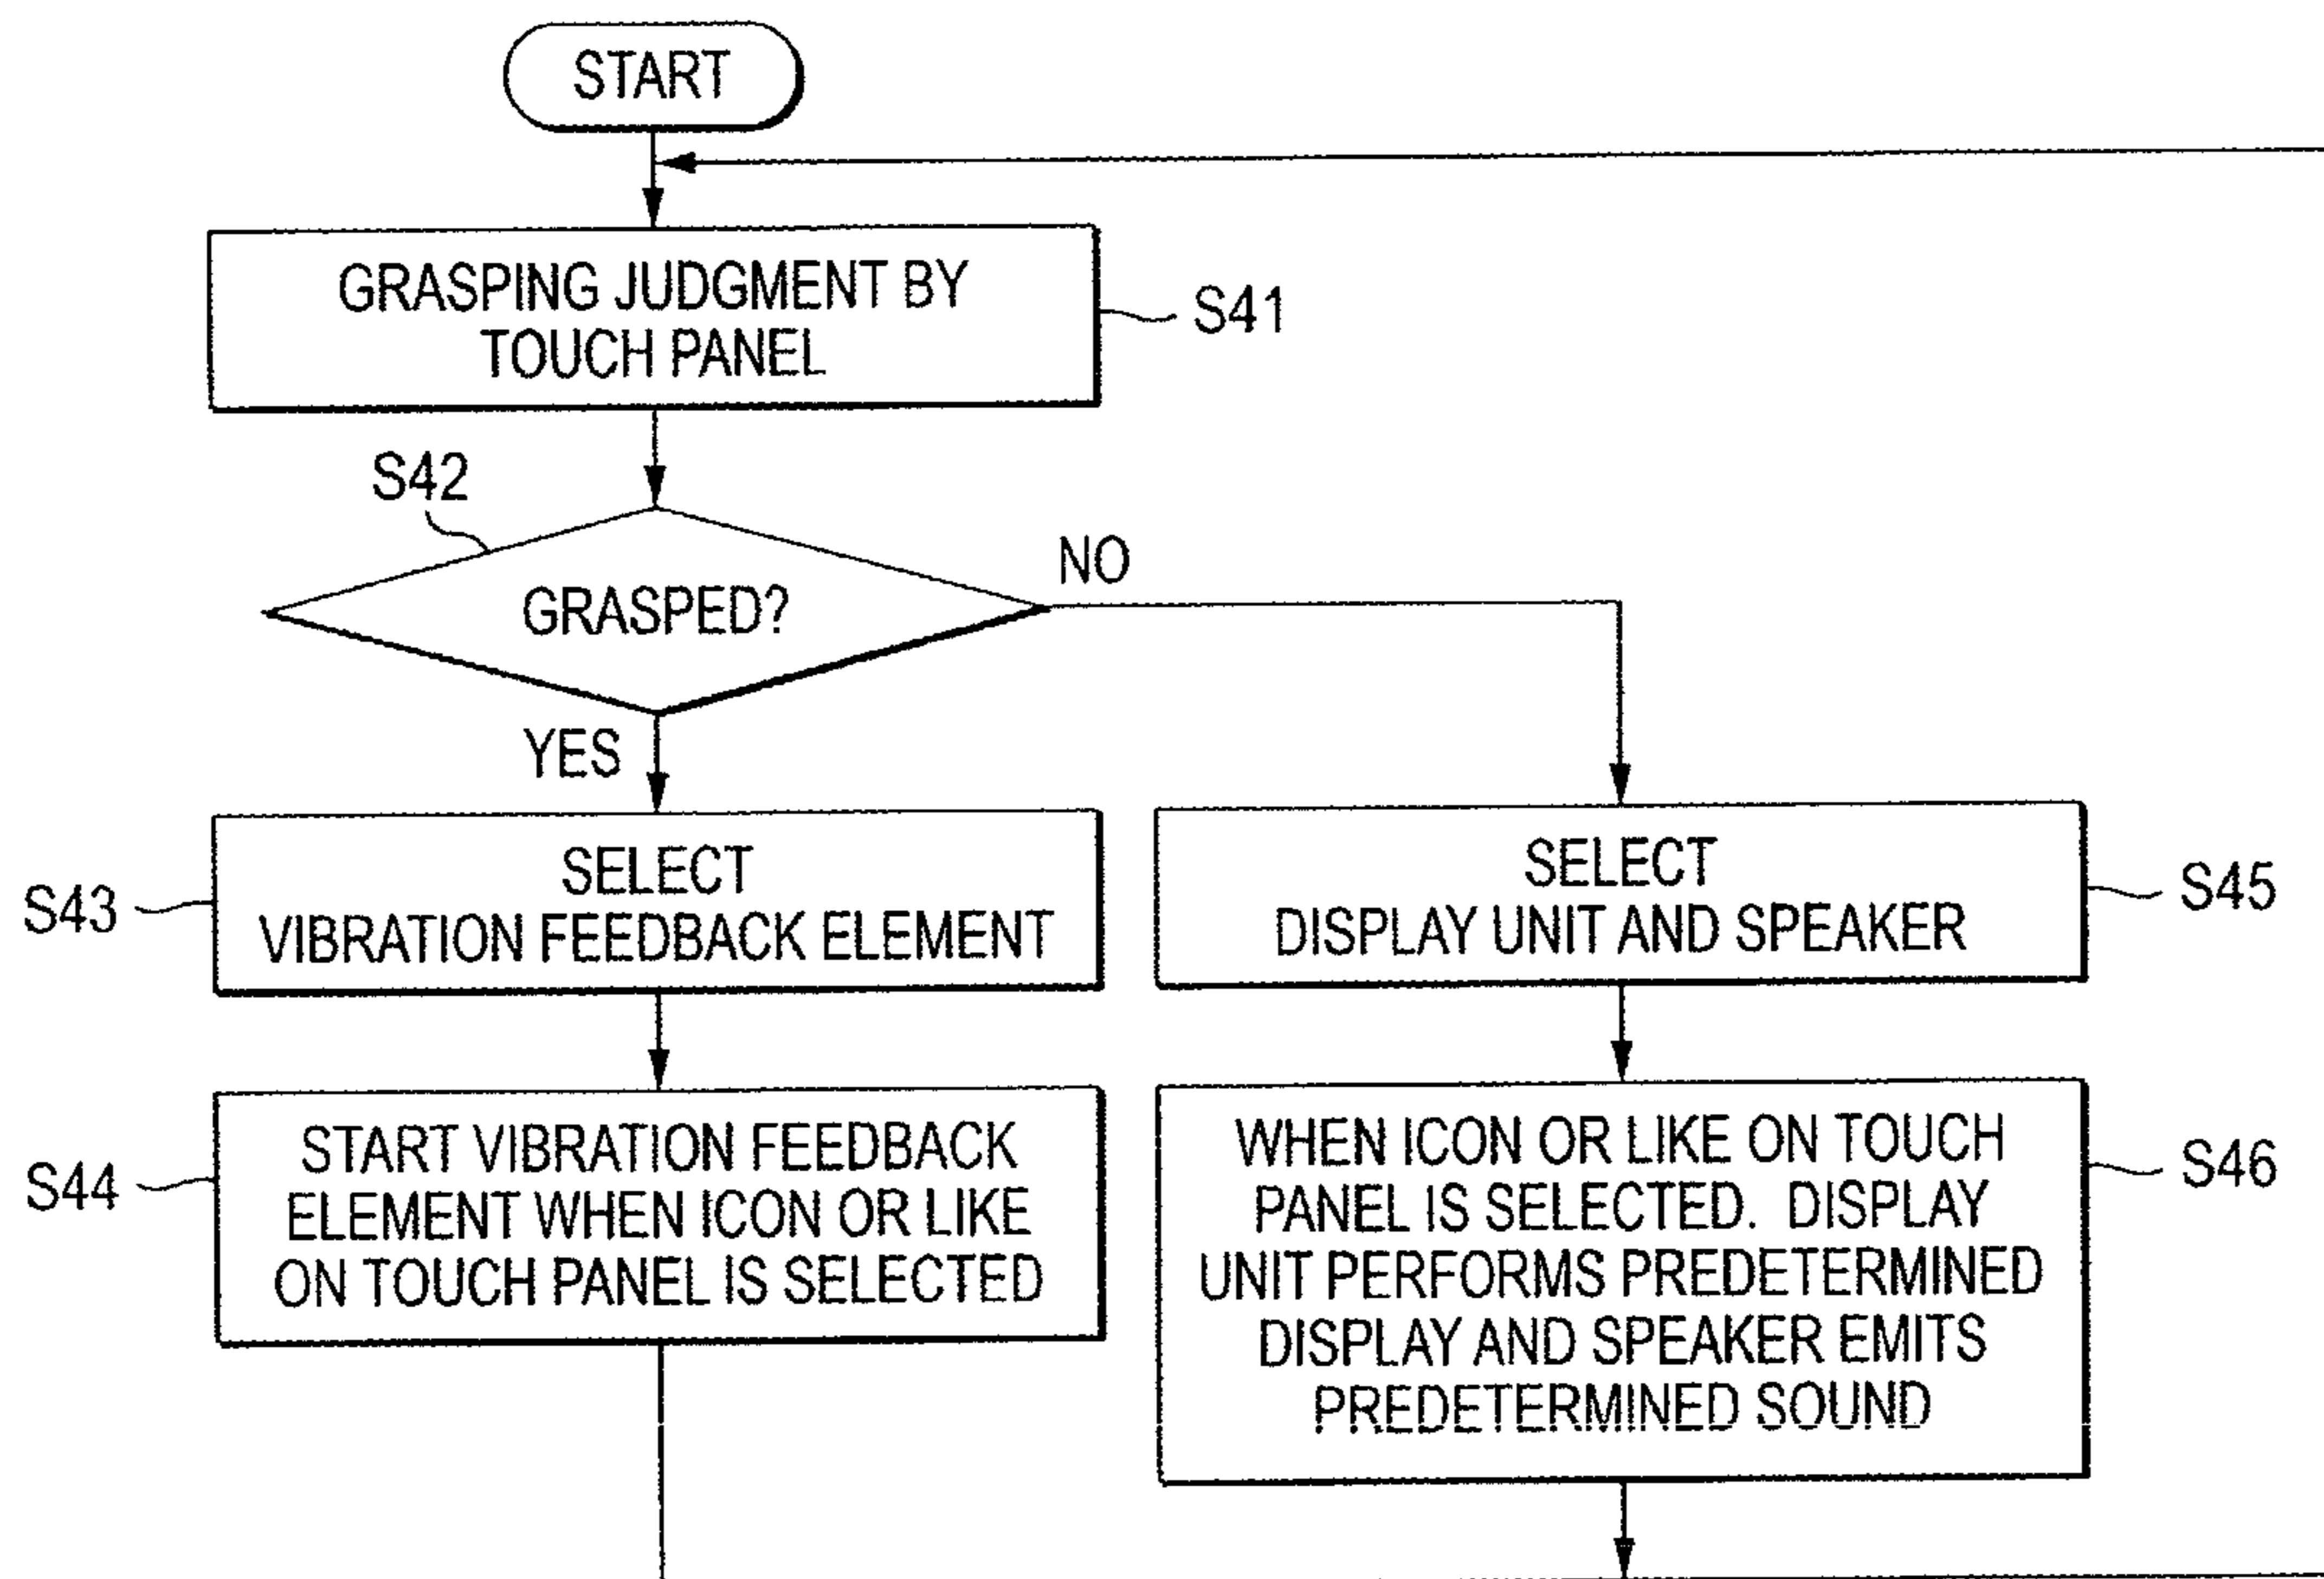 START
GRASPING JUDGMENT BY
TOUCH PANEL
S41
S42
GRASPED?
NO
YES
SELECT
VIBRATION FEEDBACK ELEMENT
S43
SELECT
DISPLAY UNIT AND SPEAKER
S45
START VIBRATION FEEDBACK
ELEMENT WHEN ICON OR LIKE
ON TOUCH PANEL IS SELECTED
S44
WHEN ICON OR LIKE ON TOUCH
PANEL IS SELECTED. DISPLAY
UNIT PERFORMS PREDETERMINED
DISPLAY AND SPEAKER EMITS
PREDETERMINED SOUND
S46